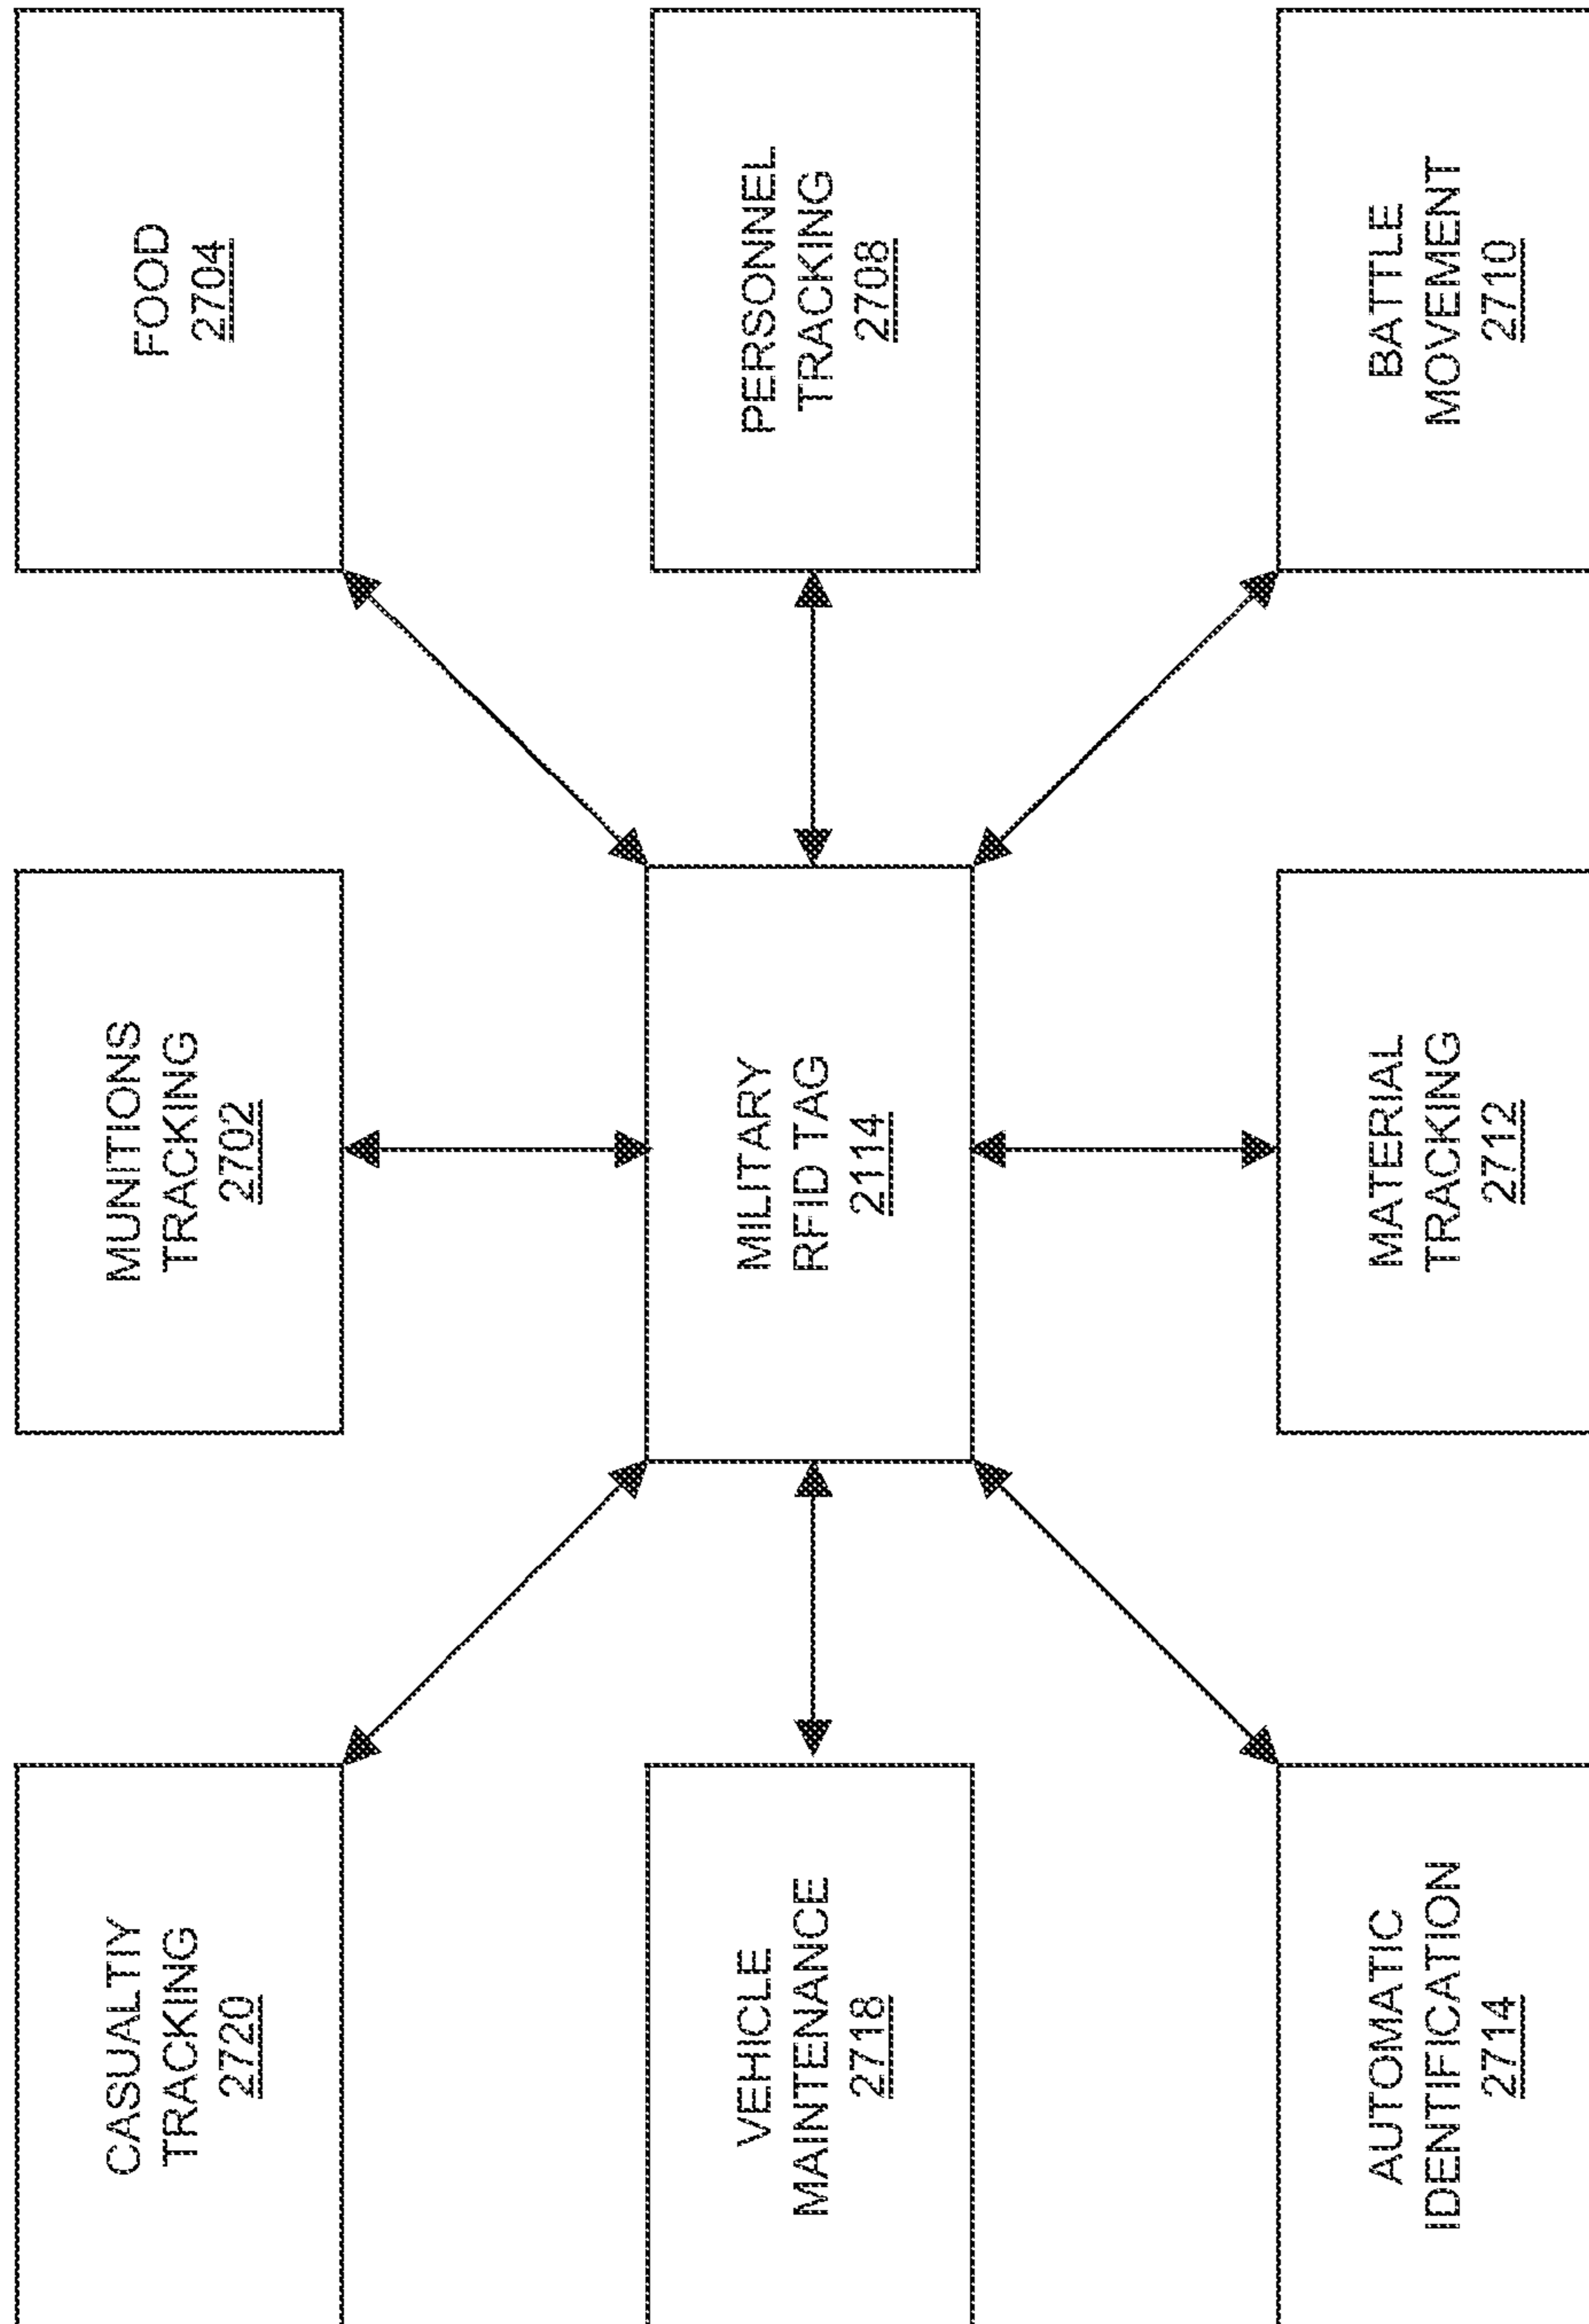 CASUALTIY
TRACKING
2720
MUNITIONS
TRACKING
2702
FOOD
2704
VEHICLE
MAINTENANCE
2718
MILITARY
RFID TAG
2114
PERSONNEL
TRACKING
2708
AUTOMATIC
IDENTIFICATION
2714
MATERIAL
TRACKING
2712
BATTLE
MOVEMENT
2710